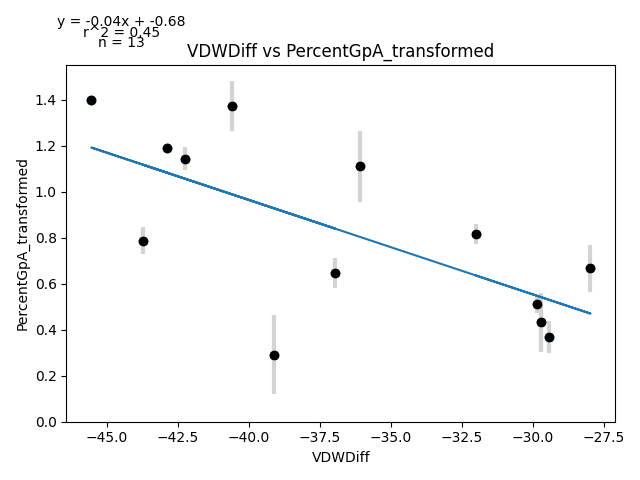 y = -0.04x + -0.68
r^2 = 0.45
n = 13
VDWDiff vs PercentGpA_transformed
PercentGpA_transformed
1.4
1.2
1.0
0.8
0.6
0.4
0.2
0.0
−45.0 −42.5 −40.0 −37.5 −35.0 −32.5 −30.0 −27.5
VDWDiff